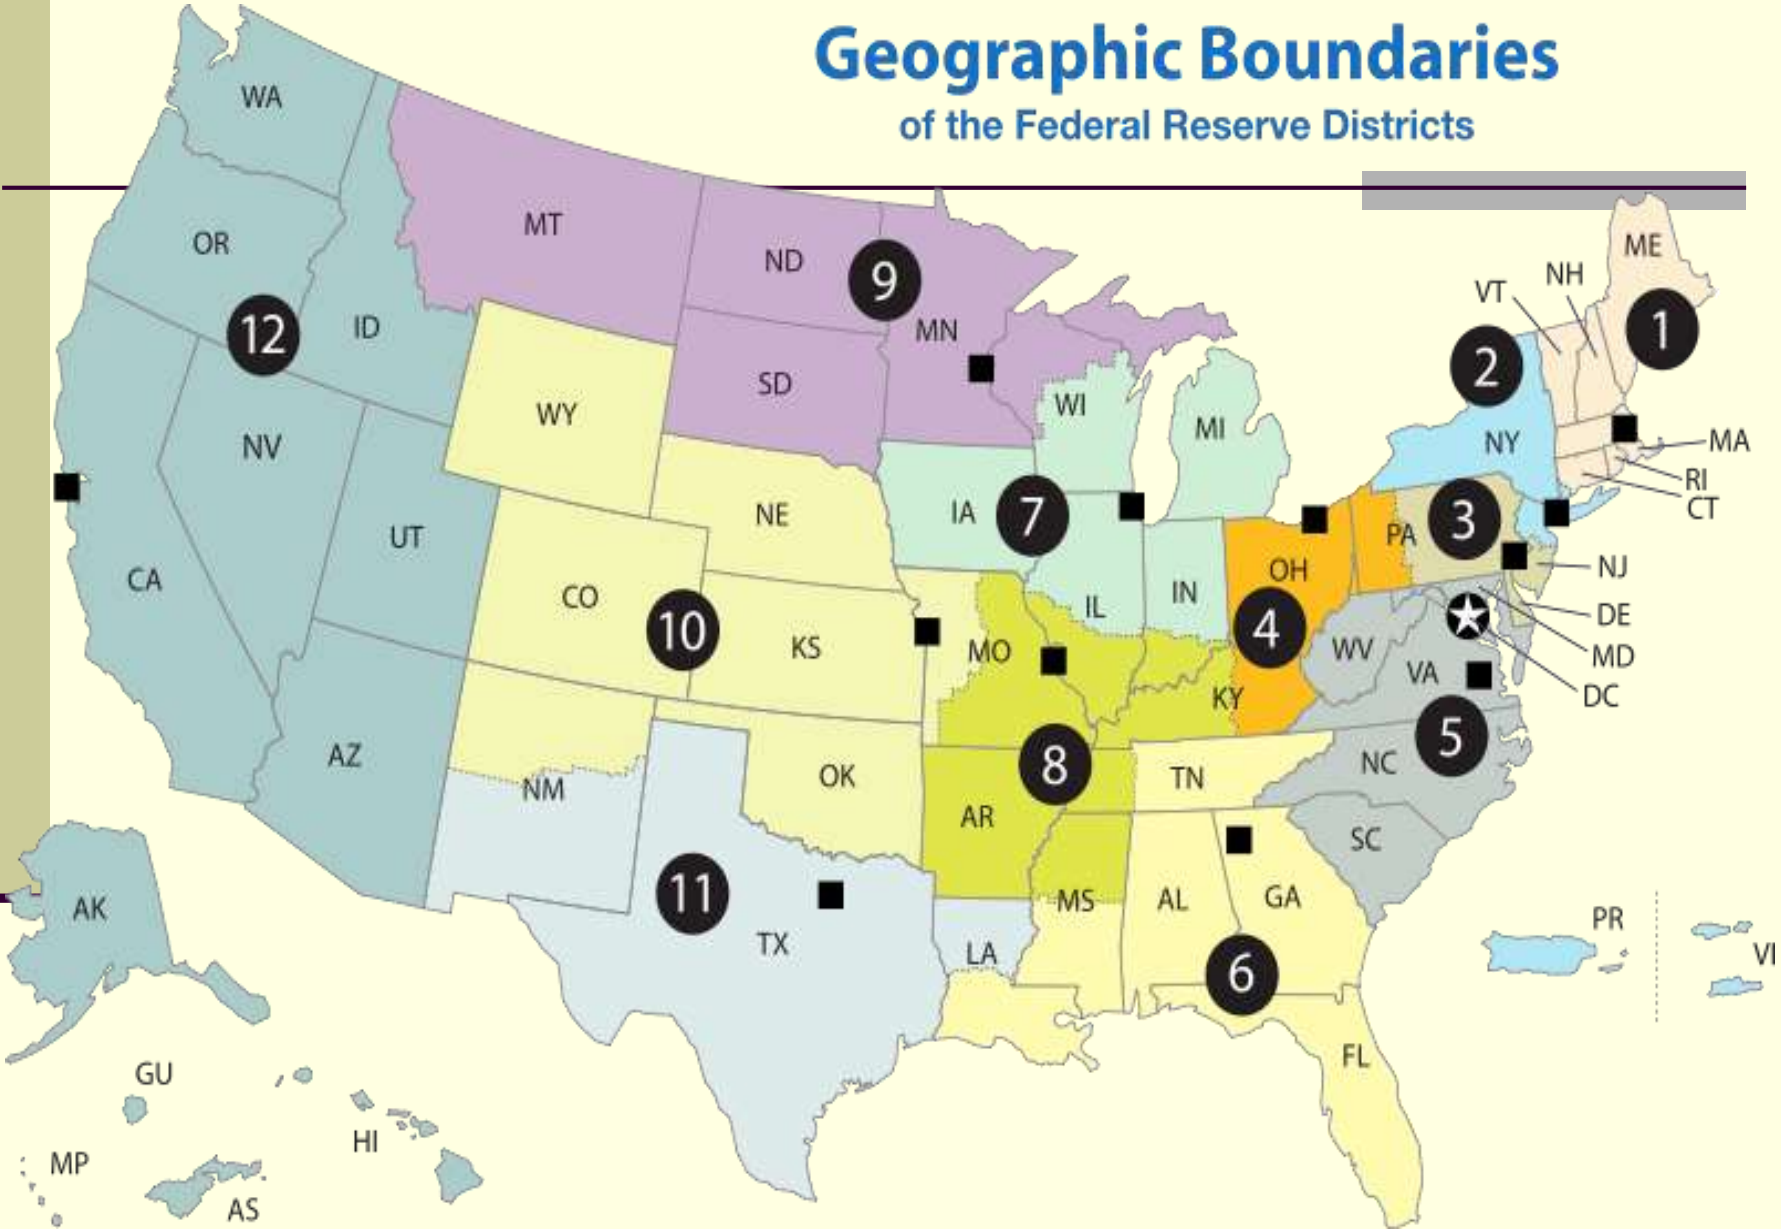 Geographic Boundaries
of the Federal Reserve Districts
WA
OR
ID
12
MT
ND
9
MN
SD
WY
NV
UT
CA
AZ
CO
10
NE
KS
NM
OK
11
TX
IA
7
WI
MI
IL
IN
MO
8
AR
MS
LA
OH
4
KY
TN
AL
GA
6
FL
WV
VA
5
NC
SC
PA
3
2
NY
VT
NH
ME
1
MA
RI
CT
NJ
DE
MD
DC
PR
VI
AK
GU
HI
MP
AS